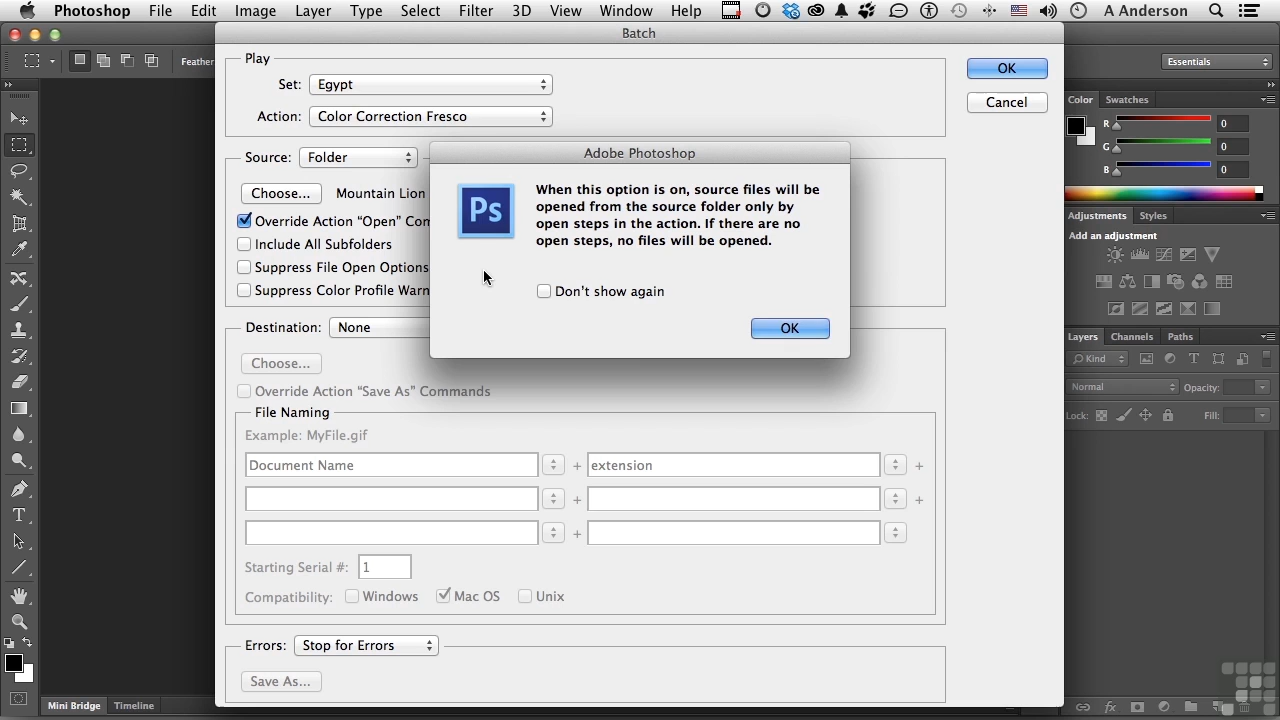 Photoshop File Edit Image Layer Type Select Filter 3D View Window Help A Anderson
Batch
Feather
Essentials
Play
Set: Egypt
Action: Color Correction Fresco
OK
Cancel
Source: Folder
Choose... Mountain Lion
Override Action “Open” Com
Include All Subfolders
Suppress File Open Options
Suppress Color Profile Warn
Adobe Photoshop
Ps
When this option is on, source files will be
opened from the source folder only by
open steps in the action. If there are no
open steps, no files will be opened.
Don't show again
OK
Destination: None
Choose...
Override Action “Save As” Commands
File Naming
Example: MyFile.gif
Document Name + extension +
+ +
+
Starting Serial #: 1
Compatibility: Windows Mac OS Unix
Errors: Stop for Errors
Save As...
Color Swatches
R 0
G 0
B 0
Adjustments Styles
Add an adjustment
Layers Channels Paths
Kind
Normal Opacity:
Lock: Fill:
fx
Mini Bridge Timeline